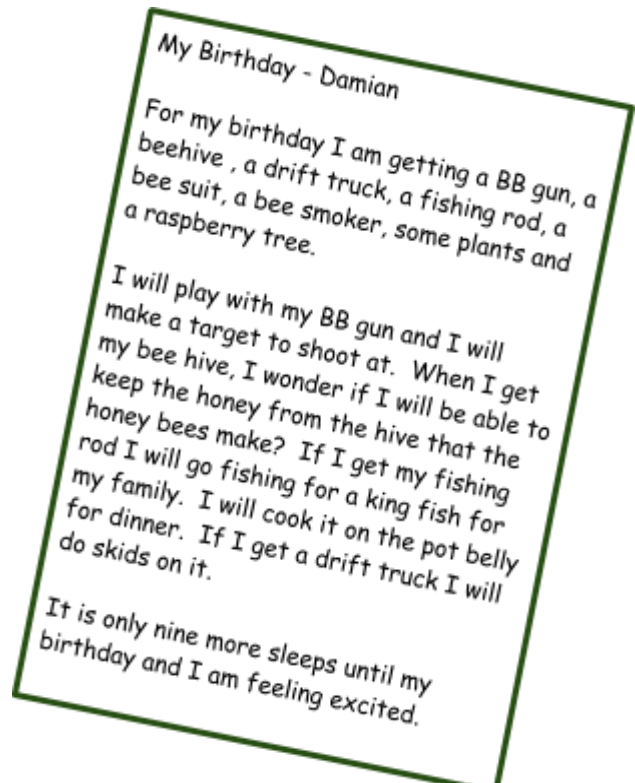 My Birthday - Damian
For my birthday I am getting a BB gun, a
beehive , a drift truck, a fishing rod, a
bee suit, a bee smoker, some plants and
a raspberry tree.
I will play with my BB gun and I will
make a target to shoot at.  When I get
my bee hive, I wonder if I will be able to
keep the honey from the hive that the
honey bees make?  If I get my fishing
rod I will go fishing for a king fish for
my family.  I will cook it on the pot belly
for dinner.  If I get a drift truck I will
do skids on it.
It is only nine more sleeps until my
birthday and I am feeling excited.